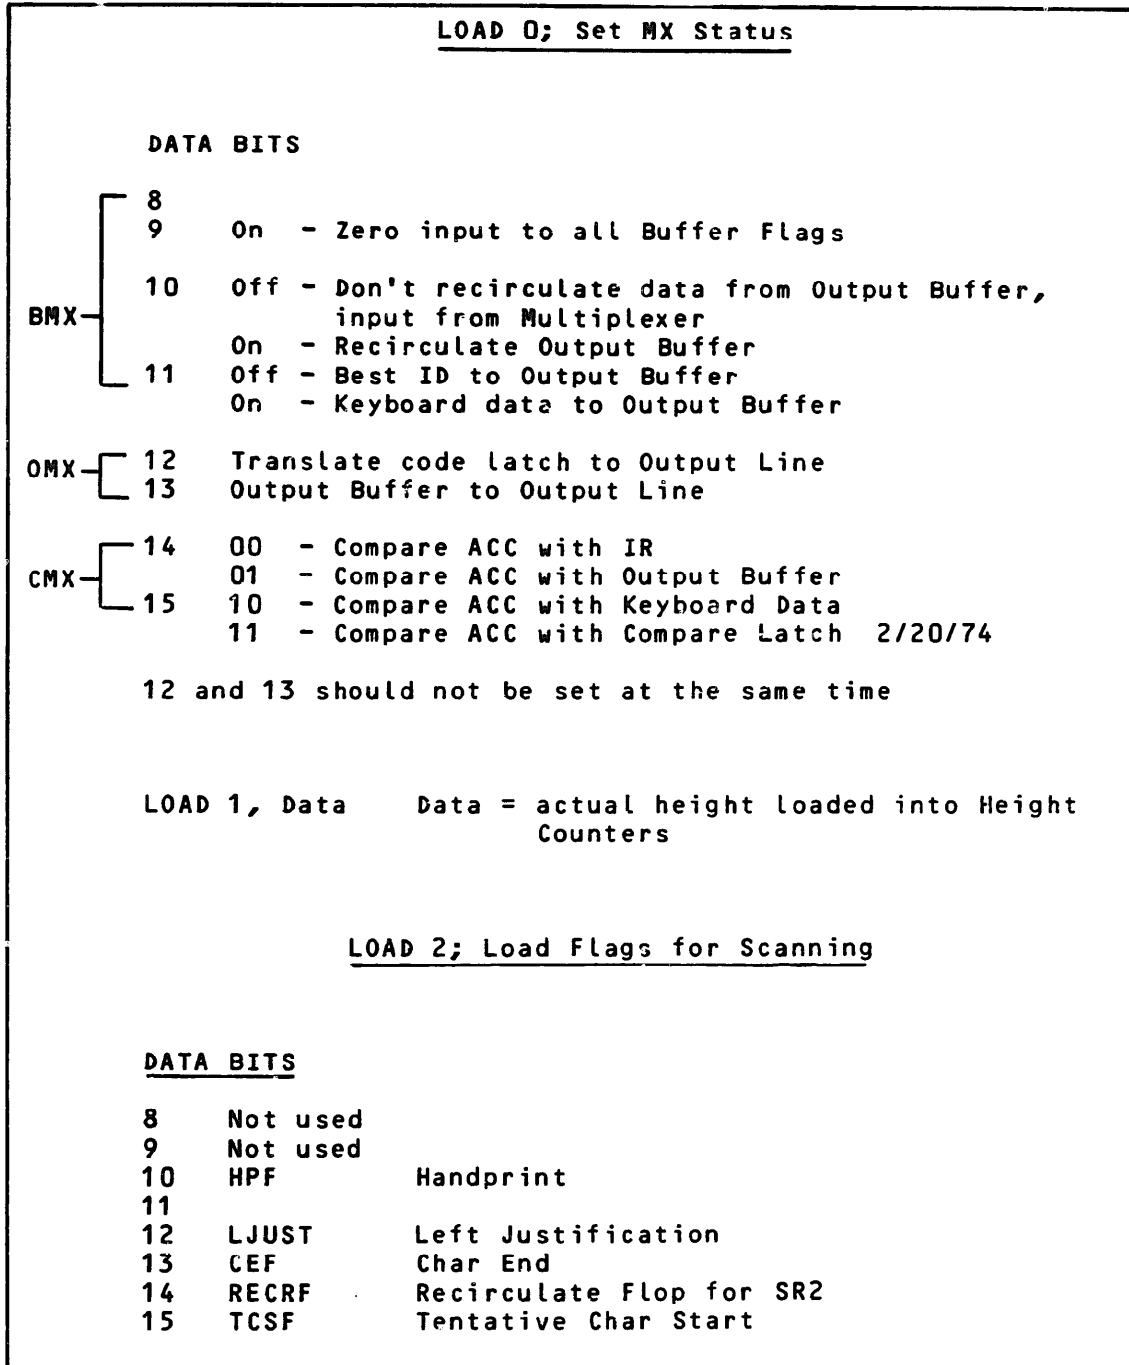 LOAD 0; Set MX Status
DATA BITS
8
9 On - Zero input to all Buffer Flags
10 Off - Don't recirculate data from Output Buffer,
BMX input from Multiplexer
On - Recirculate Output Buffer
11 Off - Best ID to Output Buffer
On - Keyboard data to Output Buffer
OMX 12 Translate code latch to Output Line
13 Output Buffer to Output Line
14 00 - Compare ACC with IR
CMX 01 - Compare ACC with Output Buffer
15 10 - Compare ACC with Keyboard Data
11 - Compare ACC with Compare Latch 2/20/74
12 and 13 should not be set at the same time
LOAD 1, Data Data = actual height loaded into Height
Counters
LOAD 2; Load Flags for Scanning
DATA BITS
8 Not used
9 Not used
10 HPF Handprint
11
12 LJUST Left Justification
13 CEF Char End
14 RECRF Recirculate Flop for SR2
15 TCSF Tentative Char Start